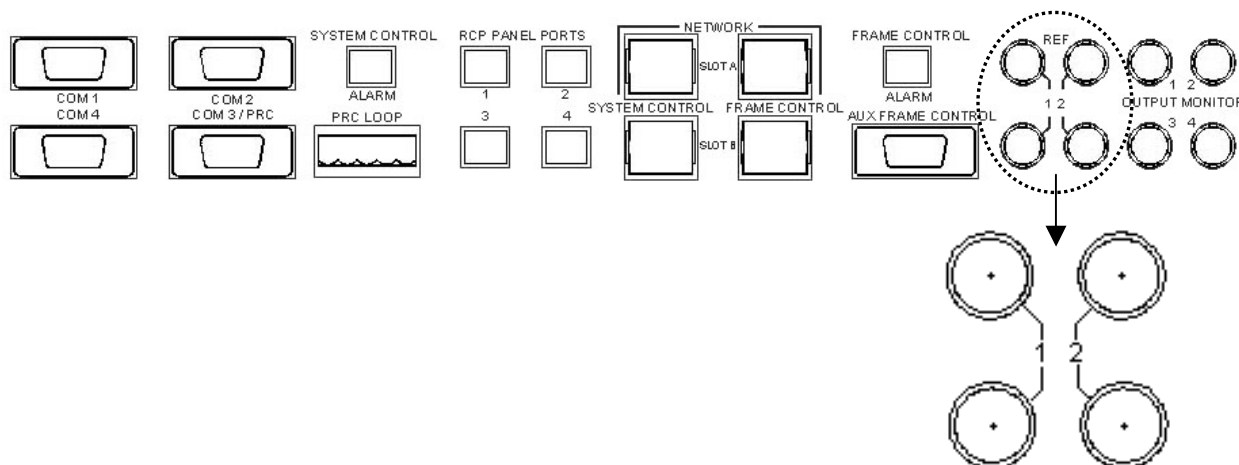 COM 1
COM 2
COM 4
COM 3 / PRC
SYSTEM CONTROL
ALARM
PRC LOOP
RCP PANEL PORTS
1 2
3 4
NETWORK
SLOT A
SYSTEM CONTROL FRAME CONTROL
SLOT B
FRAME CONTROL
ALARM
AUX FRAME CONTROL
REF
1 2
1 2
OUTPUT MONITOR
3 4
1 2